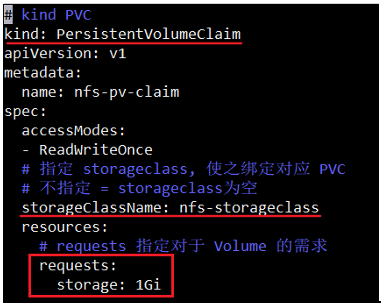 # kind PVC
kind: PersistentVolumeClaim
apiVersion: v1
metadata:
  name: nfs-pv-claim
spec:
  accessModes:
  - ReadWriteOnce
  # 指定 storageclass, 使之绑定对应 PVC
  # 不指定 = storageclass为空
  storageClassName: nfs-storageclass
  resources:
    # requests 指定对于 Volume 的需求
    requests:
      storage: 1Gi